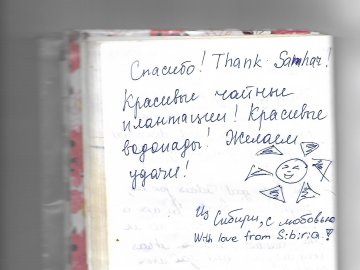 Спасибо! Thank Samhar!
Красивые чайные
плантации! Красивые
водопады! Желаем
удачи!
Из Сибири, с любовью
With love from Sibiria!